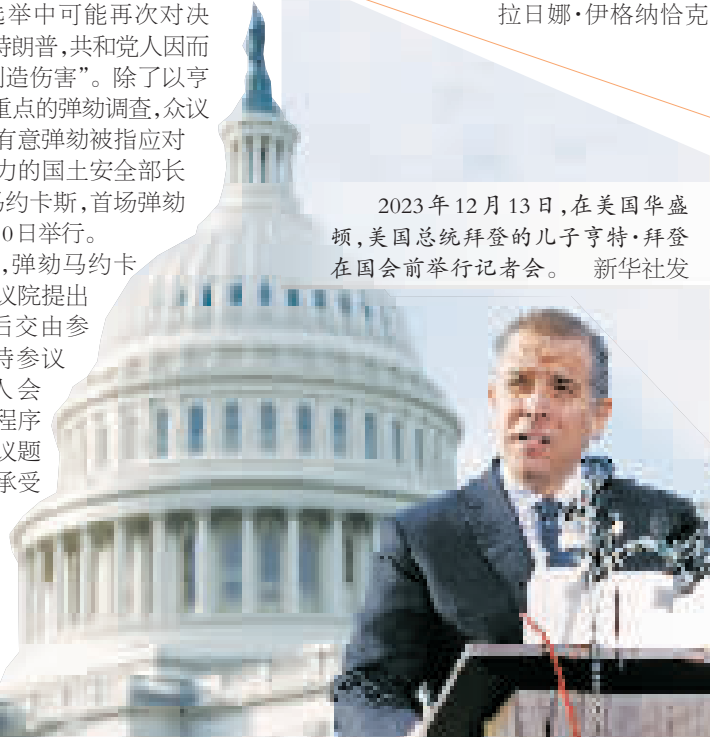 选举中可能再次对决
特朗普,共和党人因而
制造伤害”。除了以亨
重点的弹劾调查,众议
有意弹劾被指应对
力的国土安全部长
马约卡斯,首场弹劾
0日举行。
,弹劾马约卡
议院提出
后交由参
持参议
人会
程序
议题
承受
拉日娜·伊格纳恰克
2023年12月13日,在美国华盛
顿,美国总统拜登的儿子亨特·拜登
在国会前举行记者会。 新华社发